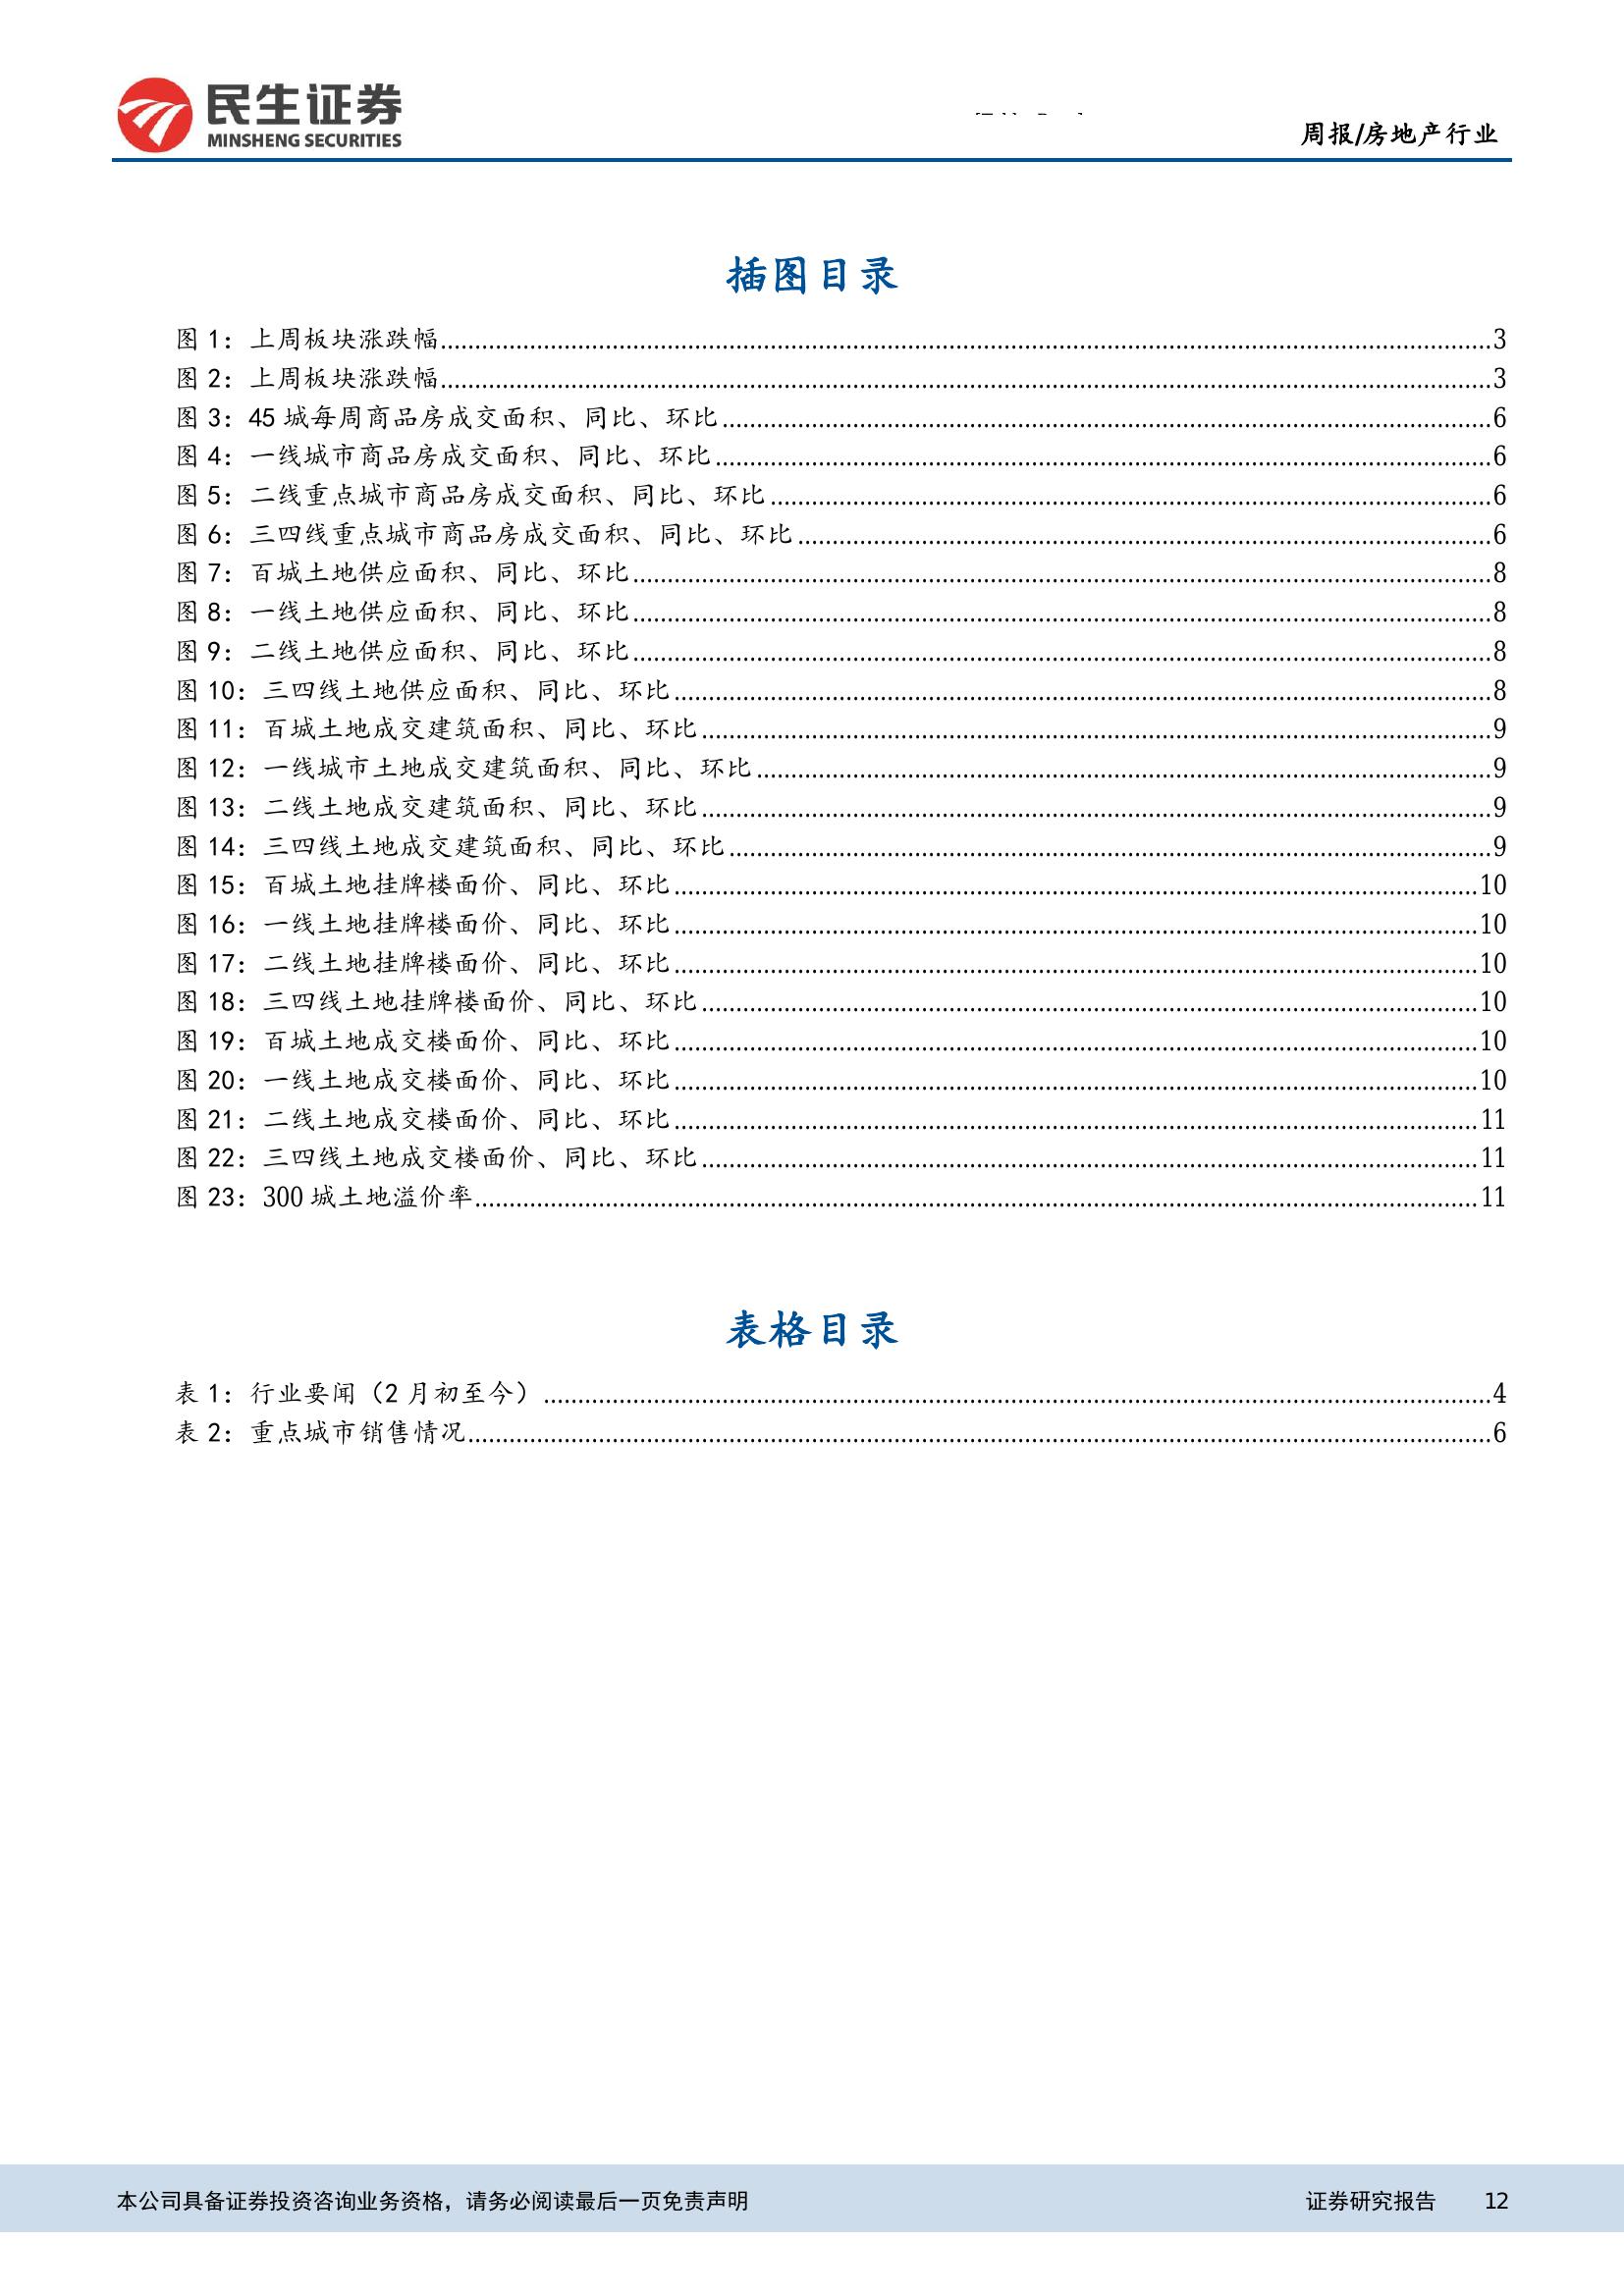 民生证券
MINSHENG SECURITIES
周报/房地产行业
插图目录
图 1：上周板块涨跌幅........3
图 2：上周板块涨跌幅........3
图 3：45 城每周商品房成交面积、同比、环比........6
图 4：一线城市商品房成交面积、同比、环比........6
图 5：二线重点城市商品房成交面积、同比、环比........6
图 6：三四线重点城市商品房成交面积、同比、环比........6
图 7：百城土地供应面积、同比、环比........8
图 8：一线土地供应面积、同比、环比........8
图 9：二线土地供应面积、同比、环比........8
图 10：三四线土地供应面积、同比、环比........8
图 11：百城土地成交建筑面积、同比、环比........9
图 12：一线城市土地成交建筑面积、同比、环比........9
图 13：二线土地成交建筑面积、同比、环比........9
图 14：三四线土地成交建筑面积、同比、环比........9
图 15：百城土地挂牌楼面价、同比、环比........10
图 16：一线土地挂牌楼面价、同比、环比........10
图 17：二线土地挂牌楼面价、同比、环比........10
图 18：三四线土地挂牌楼面价、同比、环比........10
图 19：百城土地成交楼面价、同比、环比........10
图 20：一线土地成交楼面价、同比、环比........10
图 21：二线土地成交楼面价、同比、环比........11
图 22：三四线土地成交楼面价、同比、环比........11
图 23：300 城土地溢价率........11
表格目录
表 1：行业要闻（2 月初至今）........4
表 2：重点城市销售情况........6
本公司具备证券投资咨询业务资格，请务必阅读最后一页免责声明
证券研究报告 12